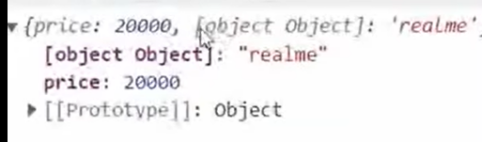 ▼{price: 20000, [object Object]: 'realme'
[object Object]: "realme"
price: 20000
▶ [[Prototype]]: Object